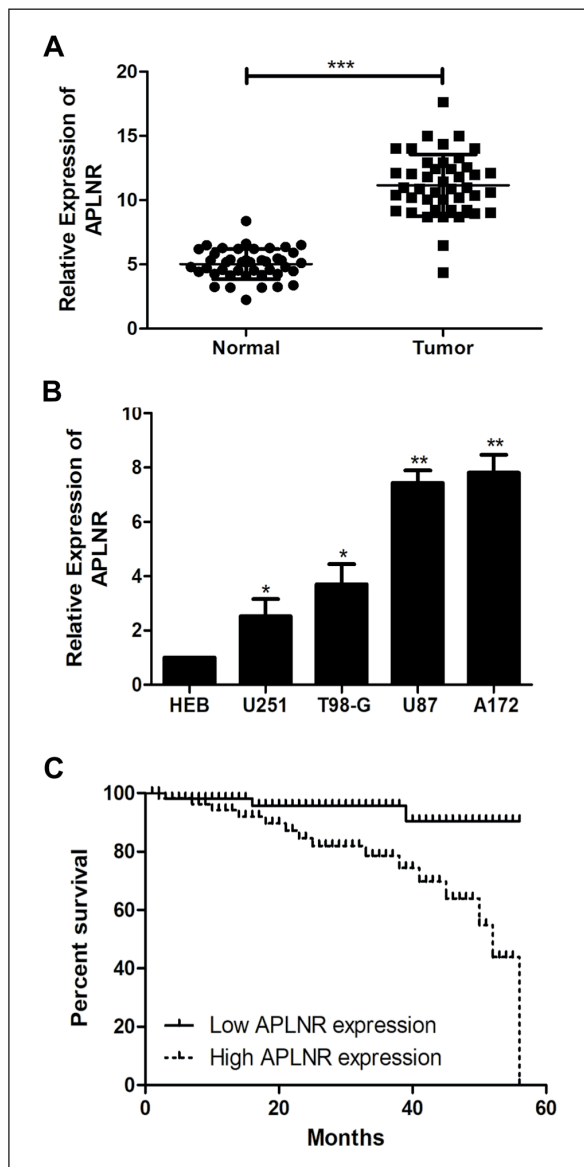 A
Relative Expression of
APLNR
20
15
10
5
0
***
Normal
Tumor
B
Relative Expression of
APLNR
10
8
6
4
2
0
*
*
**
**
HEB
U251
T98-G
U87
A172
C
Percent survival
100
80
60
40
20
0
Low APLNR expression
High APLNR expression
0
20
40
60
Months